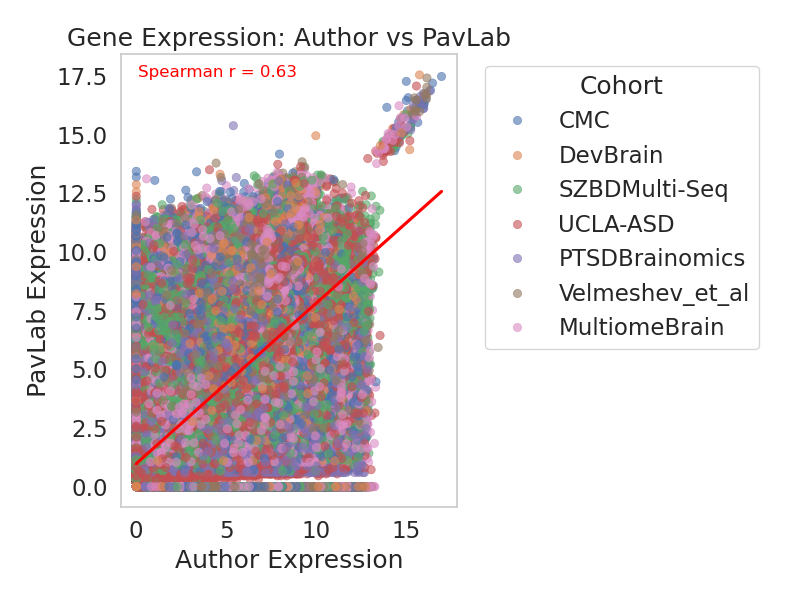 Gene Expression: Author vs PavLab
Spearman r = 0.63
17.5
15.0
12.5
10.0
7.5
5.0
2.5
0.0
PavLab Expression
0 5 10 15
Author Expression
Cohort
CMC
DevBrain
SZBDMulti-Seq
UCLA-ASD
PTSDBrainomics
Velmeshev_et_al
MultiomeBrain